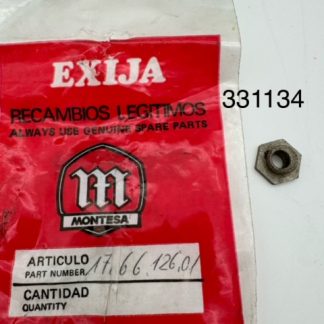 EXIJA
RECAMBIOS LEGITIMOS
ALWAYS USE GENUINE SPARE PARTS
331134
m
MONTESA
ARTICULO
PART NUMBER 17.66.126.01
CANTIDAD
QUANTITY